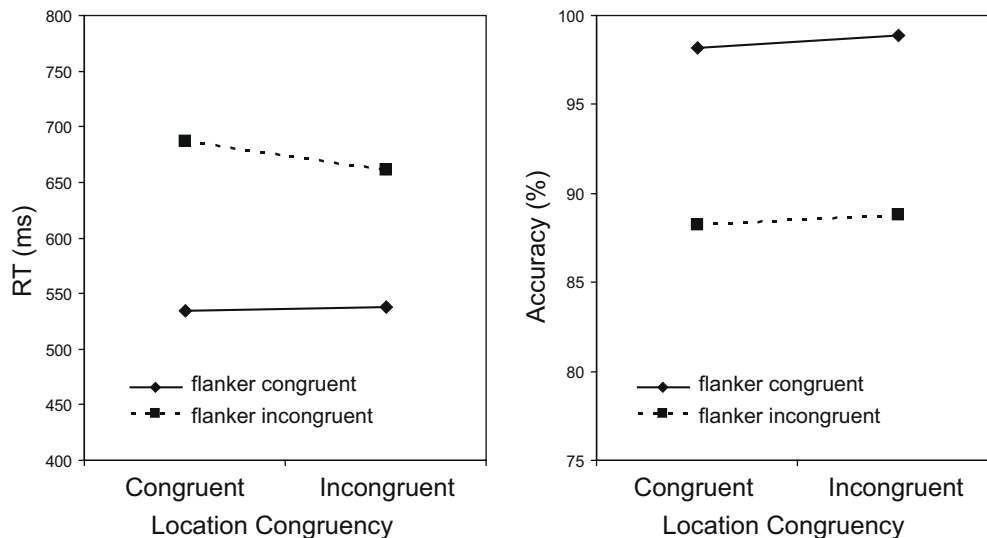 800
750
700
650
600
550
500
450
400
RT (ms)
flanker congruent
flanker incongruent
Congruent Incongruent
Location Congruency
100
95
90
85
80
75
Accuracy (%)
flanker congruent
flanker incongruent
Congruent Incongruent
Location Congruency